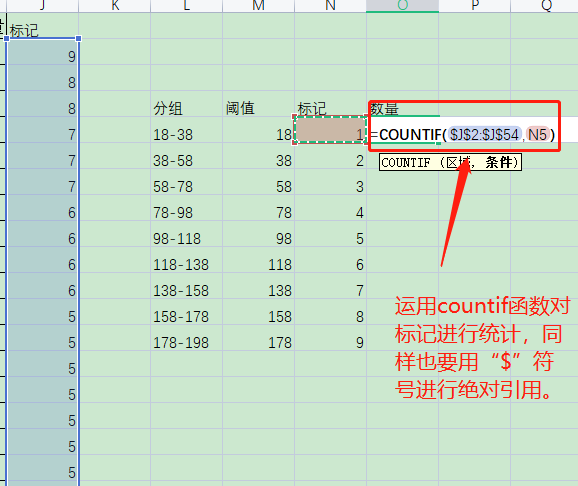 J K L M N O P Q
标记
9
8
8 分组 阈值 标记 数量
7 18-38 18 1 =COUNTIF($J$2:$J$54,N5)
7 38-58 38 2 COUNTIF (区域, 条件)
7 58-78 58 3
6 78-98 78 4
6 98-118 98 5
6 118-138 118 6
6 138-158 138 7
5 158-178 158 8
5 178-198 178 9
5
5
5
5
5
运用countif函数对
标记进行统计，同
样也要用“$”符
号进行绝对引用。